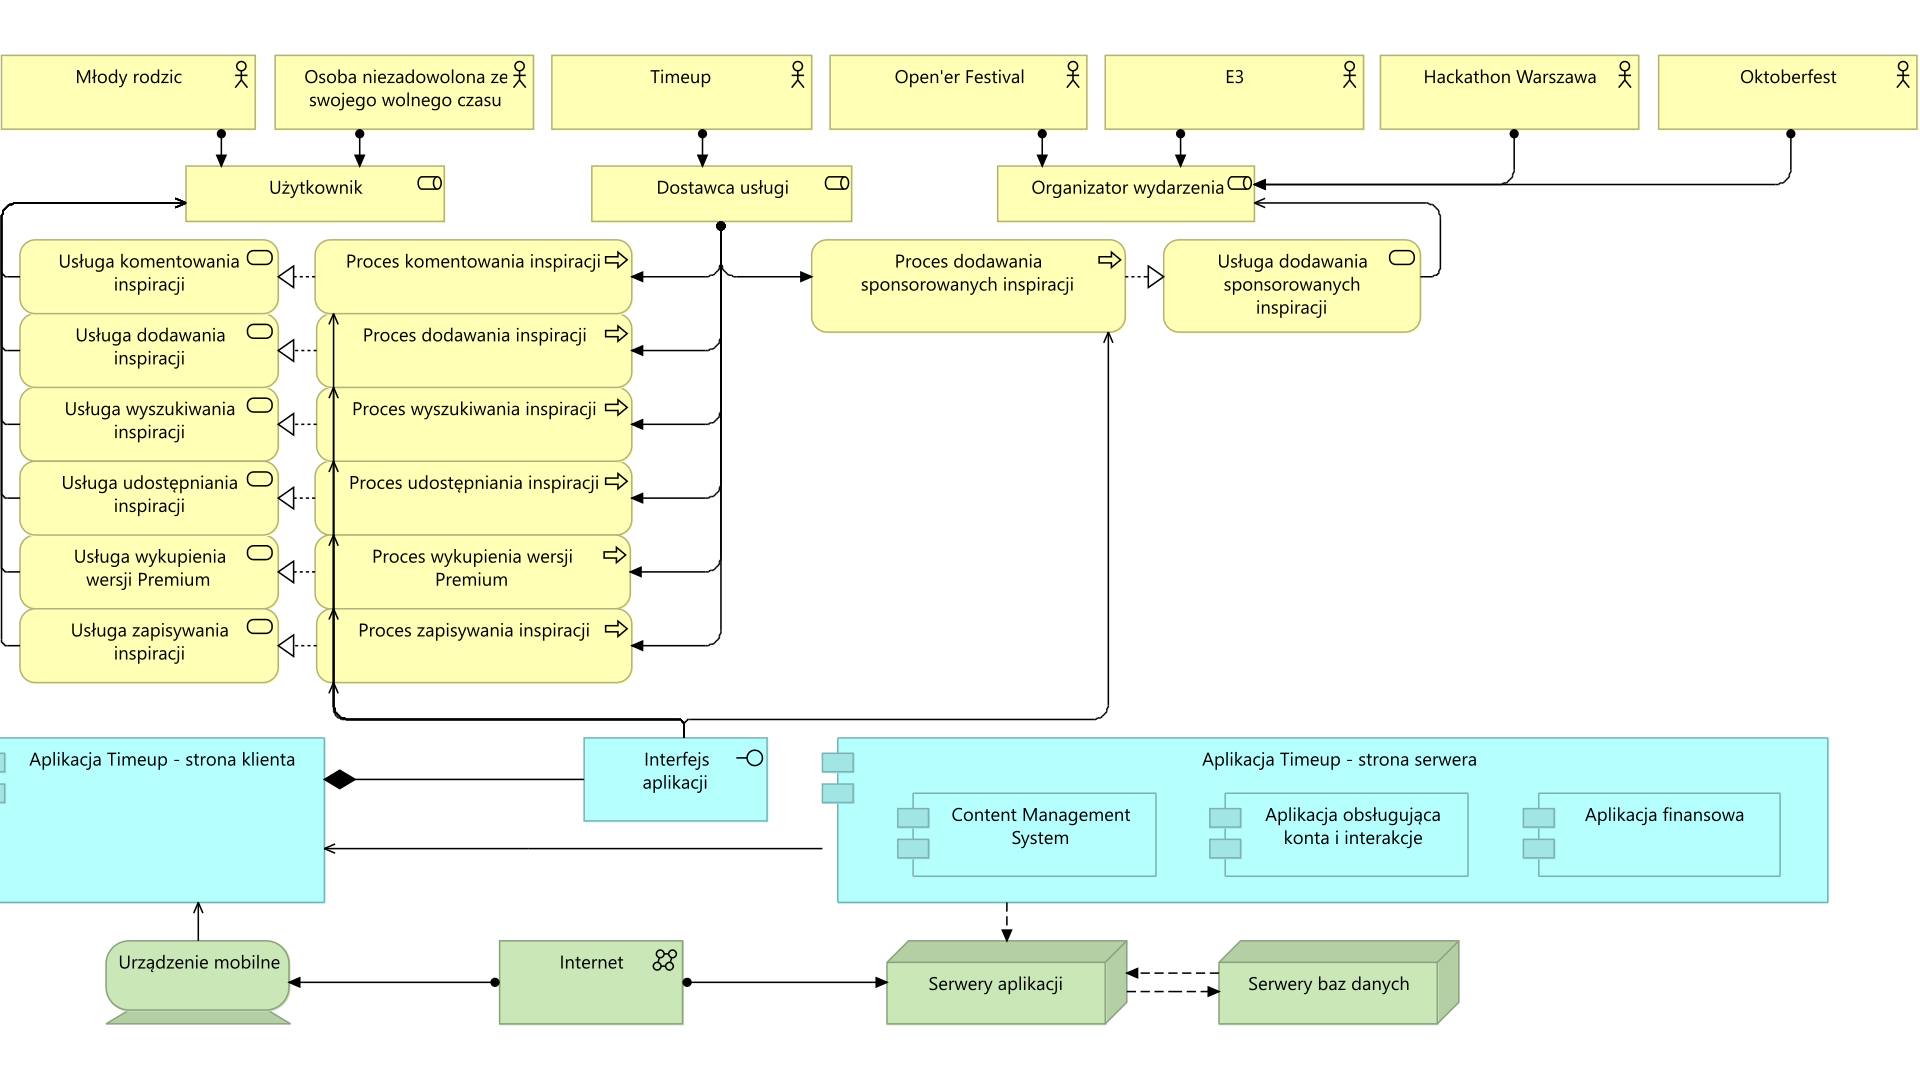 Młody rodzic
Osoba niezadowolona ze
swojego wolnego czasu
Timeup
Open'er Festival
E3
Hackathon Warszawa
Oktoberfest
Użytkownik
Dostawca usługi
Organizator wydarzenia
Usługa komentowania
inspiracji
Proces komentowania inspiracji
Proces dodawania
sponsorowanych inspiracji
Usługa dodawania
sponsorowanych
inspiracji
Usługa dodawania
inspiracji
Proces dodawania inspiracji
Usługa wyszukiwania
inspiracji
Proces wyszukiwania inspiracji
Usługa udostępniania
inspiracji
Proces udostępniania inspiracji
Usługa wykupienia
wersji Premium
Proces wykupienia wersji
Premium
Usługa zapisywania
inspiracji
Proces zapisywania inspiracji
Aplikacja Timeup - strona klienta
Interfejs
aplikacji
Aplikacja Timeup - strona serwera
Content Management
System
Aplikacja obsługująca
konta i interakcje
Aplikacja finansowa
Urządzenie mobilne
Internet
Serwery aplikacji
Serwery baz danych